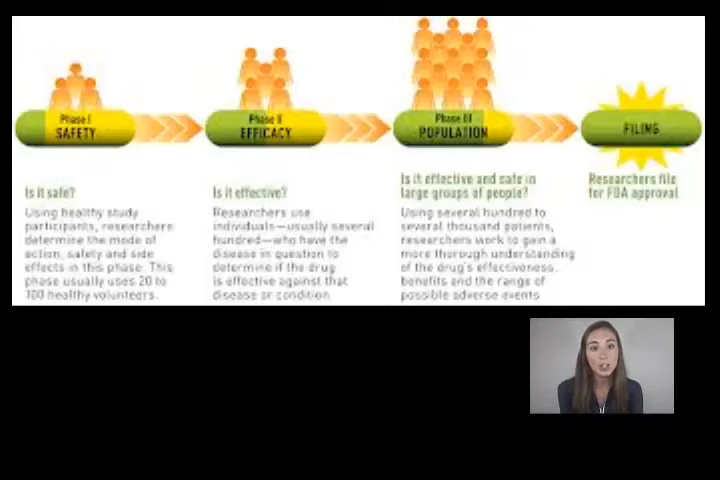 Phase I
SAFETY
Is it safe?
Using healthy study
participants, researchers
determine the mode of
action, safety and side
effects in this phase. This
phase usually uses 20 to
100 healthy volunteers.
Phase II
EFFICACY
Is it effective?
Researchers use
individuals—usually several
hundred—who have the
disease in question to
determine if the drug
is effective against that
disease or condition.
Phase III
POPULATION
Is it effective and safe in
large groups of people?
Using several hundred to
several thousand patients,
researchers work to gain a
more thorough understanding
of the drug's effectiveness,
benefits and the range of
possible adverse events
FILING
Researchers file
for FDA approval